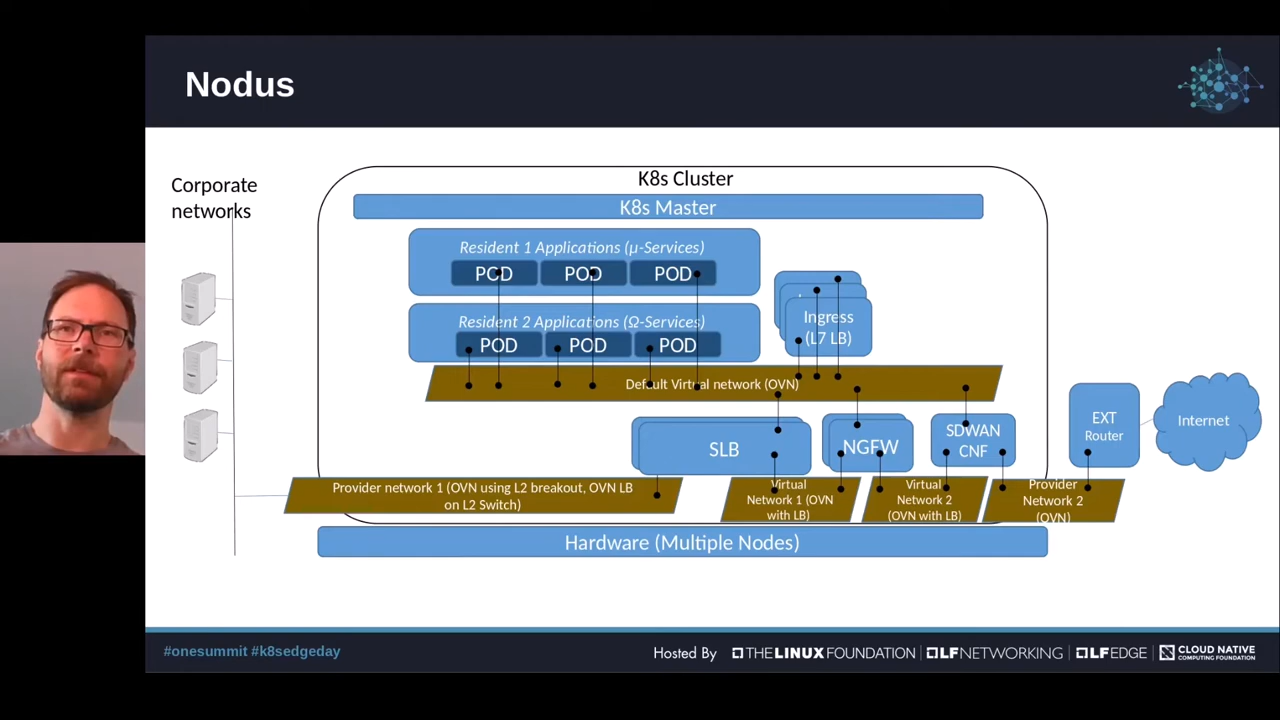 Nodus
Corporate
networks
K8s Cluster
K8s Master
Resident 1 Applications (μ-Services)
POD POD POD
Resident 2 Applications (Ω-Services)
POD POD POD
Ingress
(L7 LB)
Default Virtual network (OVN)
SLB
NGFW
SDWAN
CNF
EXT
Router
Internet
Provider network 1 (OVN using L2 breakout, OVN LB
on L2 Switch)
Virtual
Network 1 (OVN
with LB)
Virtual
Network 2
(OVN with LB)
Provider
Network 2
(OVN)
Hardware (Multiple Nodes)
#onesummit #k8sedgeday
Hosted By THE LINUX FOUNDATION LFNETWORKING LFEDGE CLOUD NATIVE
COMPUTING FOUNDATION